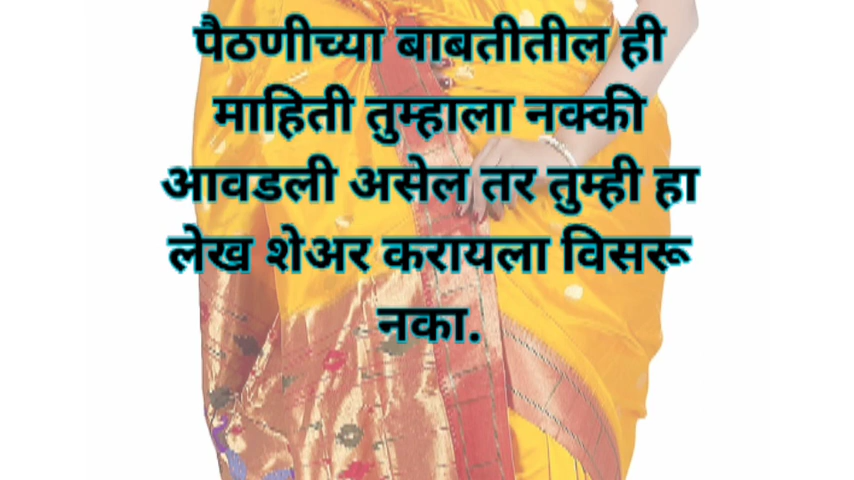 पैठणीच्या बाबतीतील ही
माहिती तुम्हाला नक्की
आवडली असेल तर तुम्ही हा
लेख शेअर करायला विसरू
नका.